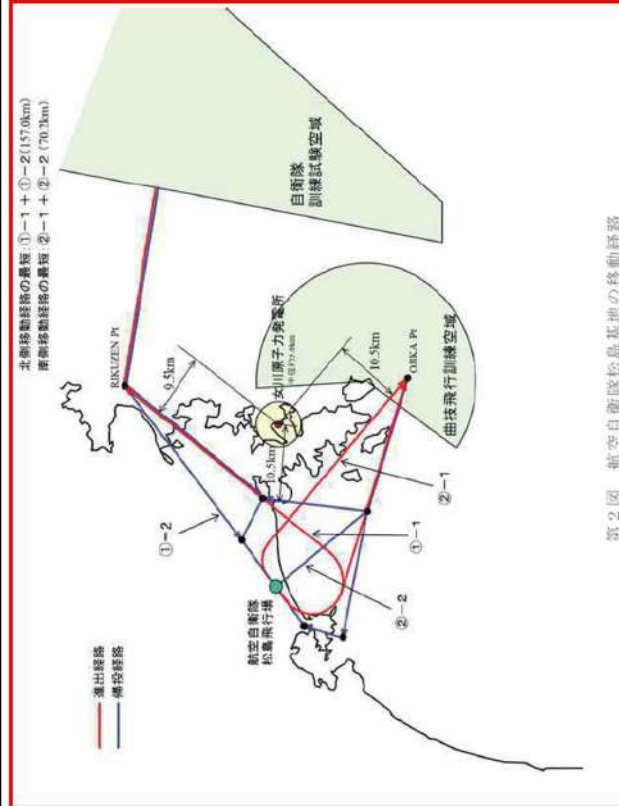 北側移動経路の最短:①-1 + ①-2(157.0km)
南側移動経路の最短:②-1 + ②-2(70.2km)
進出経路
帰投経路
RIKUZEN Pt
自衛隊
訓練試験空域
①-2
9.5km
女川原子力発電所
10.5km
航空自衛隊
松島飛行場
10.5km
OJIKA Pt
曲技飛行訓練空域
②-1
①-1
②-2
第2図 航空自衛隊松島基地の移動経路